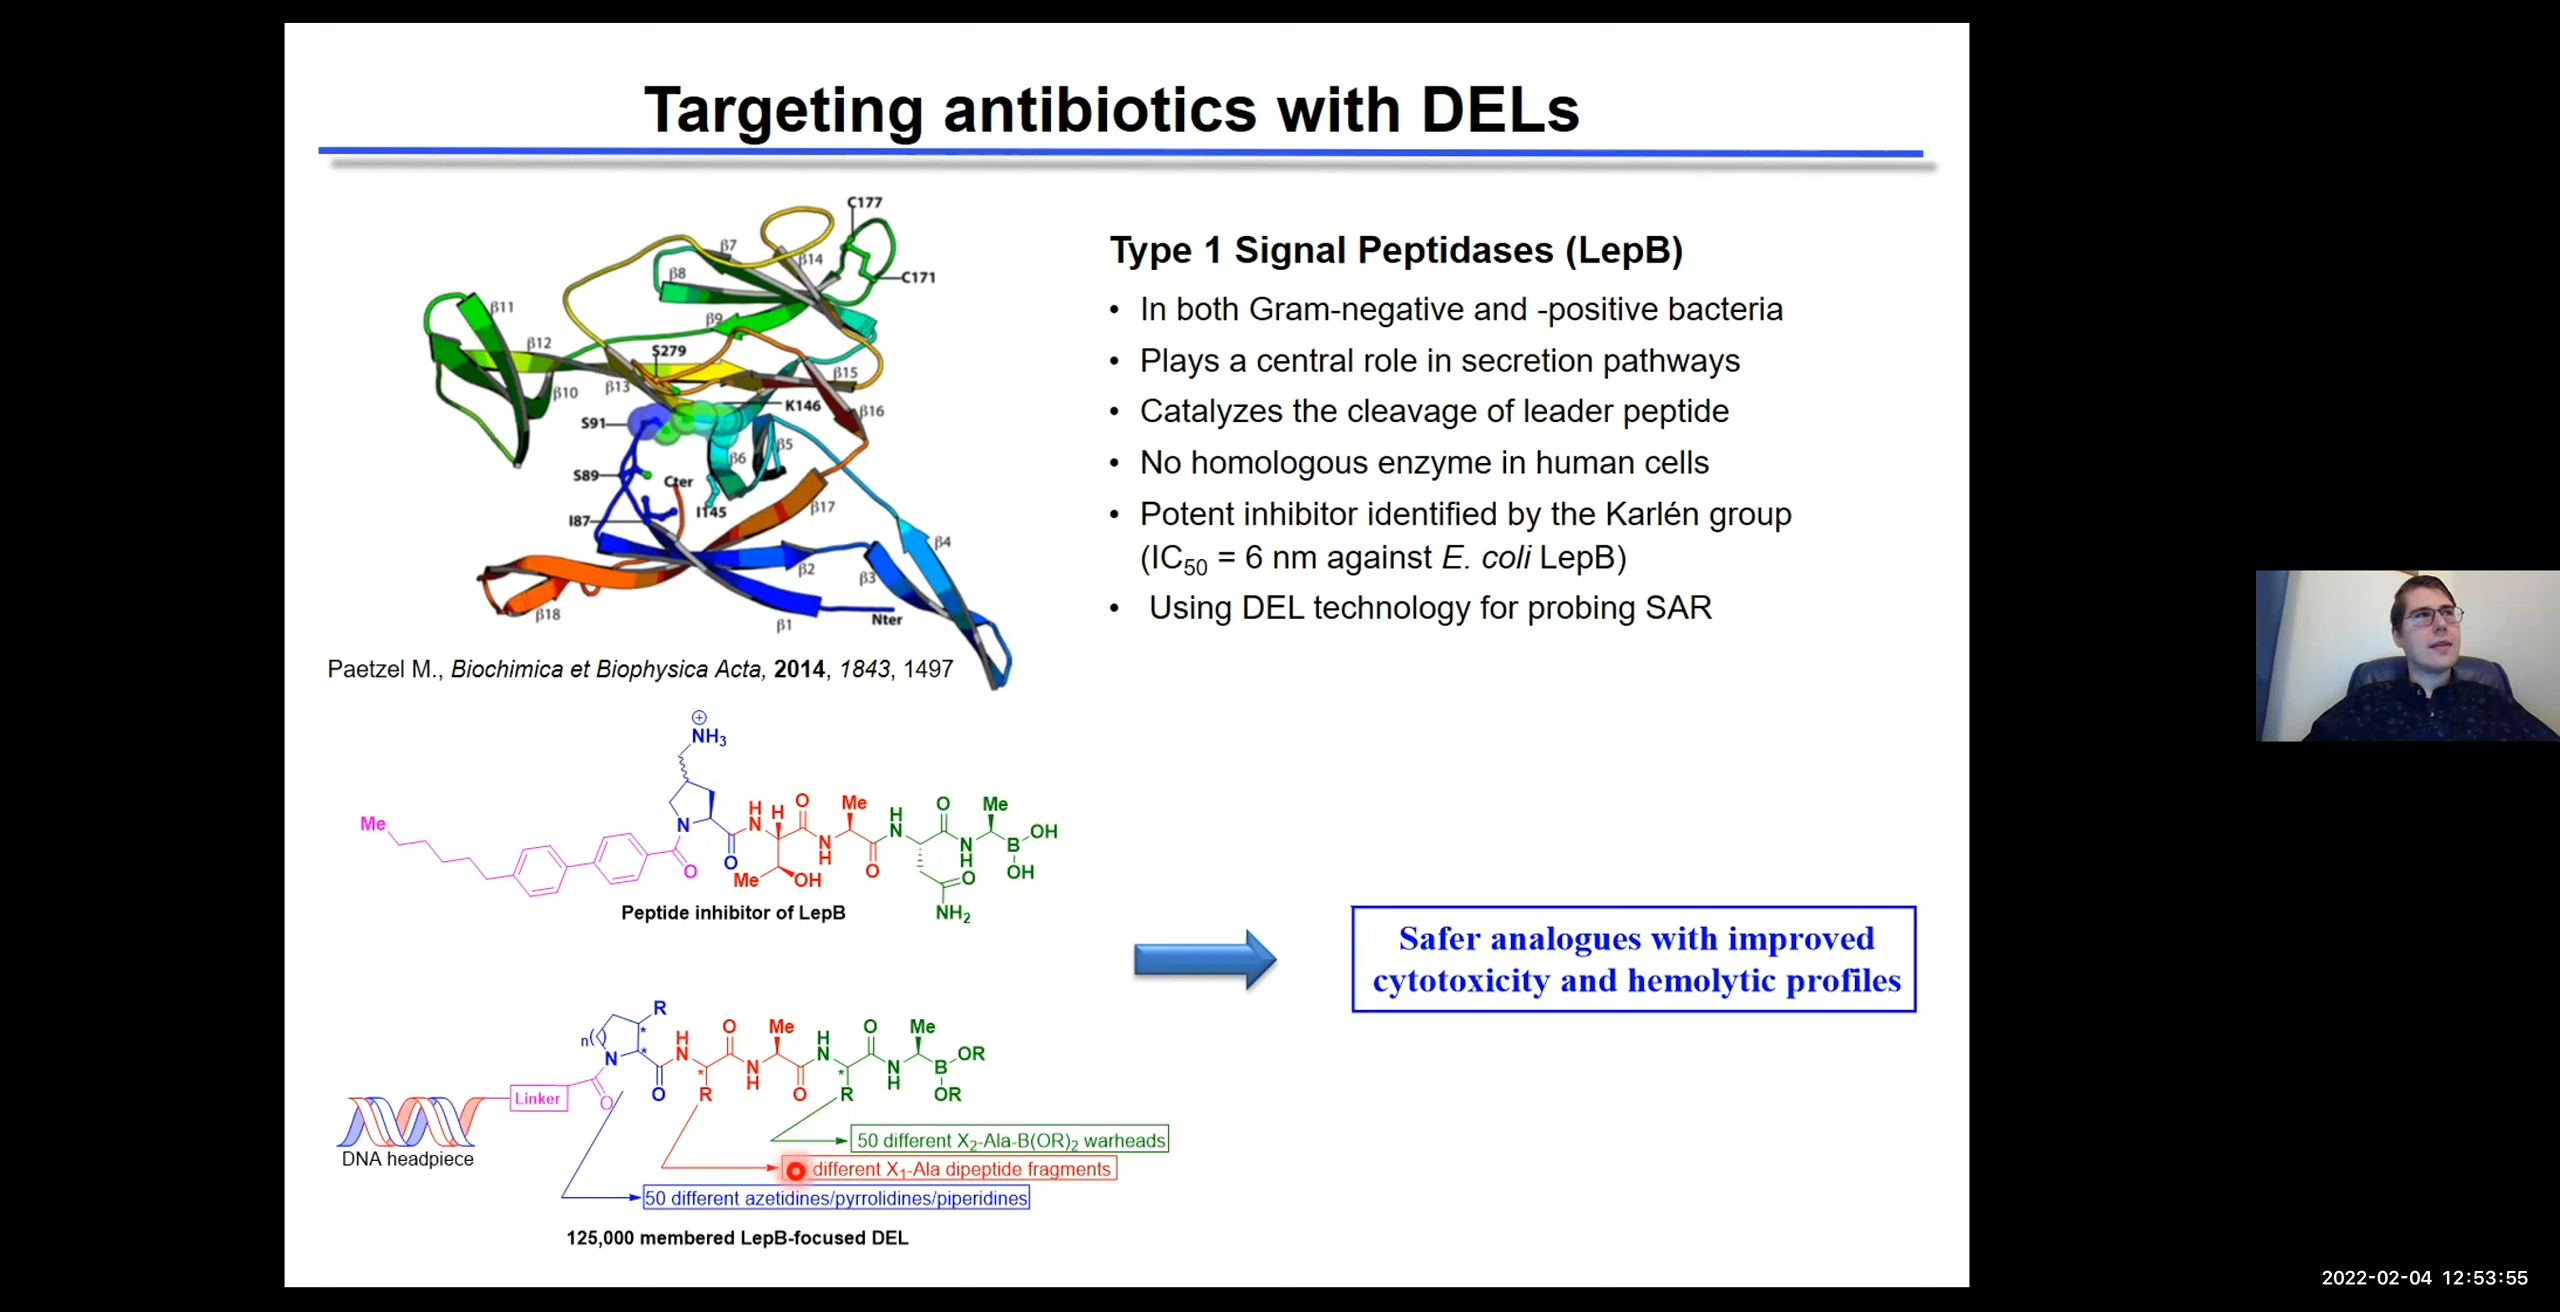 Targeting antibiotics with DELs
C177
β7
β14
β8
C171
β11
β9
β12
S279
β15
β10
β13
K146
β16
S91
β5
β6
S89
Cter
I145
β17
I87
β4
β2
β3
β18
β1
Nter
Paetzel M., Biochimica et Biophysica Acta, 2014, 1843, 1497
Type 1 Signal Peptidases (LepB)
• In both Gram-negative and -positive bacteria
• Plays a central role in secretion pathways
• Catalyzes the cleavage of leader peptide
• No homologous enzyme in human cells
• Potent inhibitor identified by the Karlén group
(IC50 = 6 nm against E. coli LepB)
• Using DEL technology for probing SAR
⊕
NH3
Me
N
O
O
H
N
H
O
Me
OH
N
H
Me
O
H
N
O
O
NH2
N
H
Me
B
OH
OH
Peptide inhibitor of LepB
Safer analogues with improved
cytotoxicity and hemolytic profiles
R
n(
)
*
*
N
O
O
H
N
*
R
O
N
H
Me
O
H
N
*
R
O
N
H
Me
B
OR
OR
Linker
DNA headpiece
50 different X2-Ala-B(OR)2 warheads
different X1-Ala dipeptide fragments
50 different azetidines/pyrrolidines/piperidines
125,000 membered LepB-focused DEL
2022-02-04 12:53:55